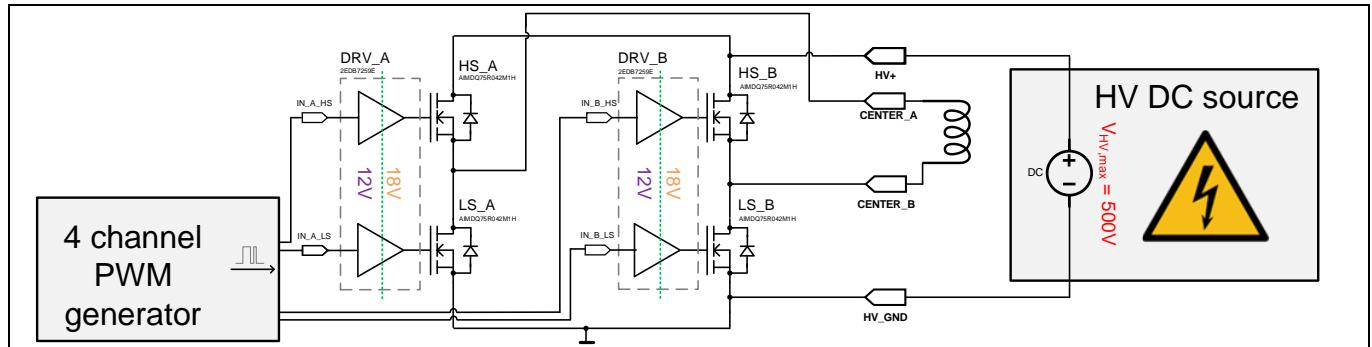 DRV_A
2EDB7259E
HS_A
AIMDQ75R042M1H
IN_A_HS
12V
18V
LS_A
AIMDQ75R042M1H
IN_A_LS
4 channel
PWM
generator
DRV_B
2EDB7259E
HS_B
AIMDQ75R042M1H
IN_B_HS
12V
18V
LS_B
AIMDQ75R042M1H
IN_B_LS
HV+
CENTER_A
CENTER_B
HV_GND
HV DC source
DC
VHV,max = 500V